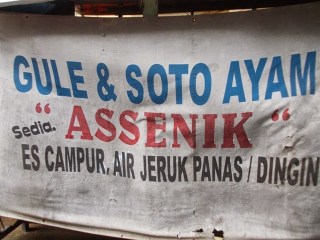 GULE & SOTO AYAM
" ASSENIK "
Sedia.
ES CAMPUR, AIR JERUK PANAS / DINGIN